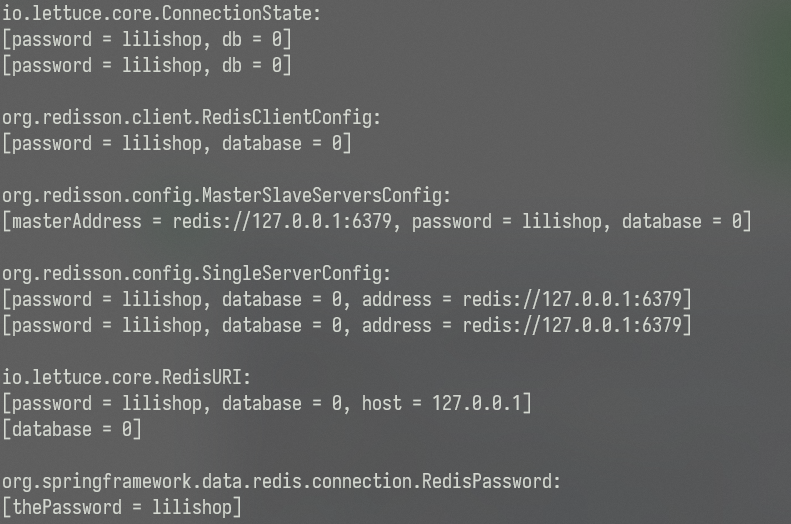 io.lettuce.core.ConnectionState:
[password = lilishop, db = 0]
[password = lilishop, db = 0]
org.redisson.client.RedisClientConfig:
[password = lilishop, database = 0]
org.redisson.config.MasterSlaveServersConfig:
[masterAddress = redis://127.0.0.1:6379, password = lilishop, database = 0]
org.redisson.config.SingleServerConfig:
[password = lilishop, database = 0, address = redis://127.0.0.1:6379]
[password = lilishop, database = 0, address = redis://127.0.0.1:6379]
io.lettuce.core.RedisURI:
[password = lilishop, database = 0, host = 127.0.0.1]
[database = 0]
org.springframework.data.redis.connection.RedisPassword:
[thePassword = lilishop]